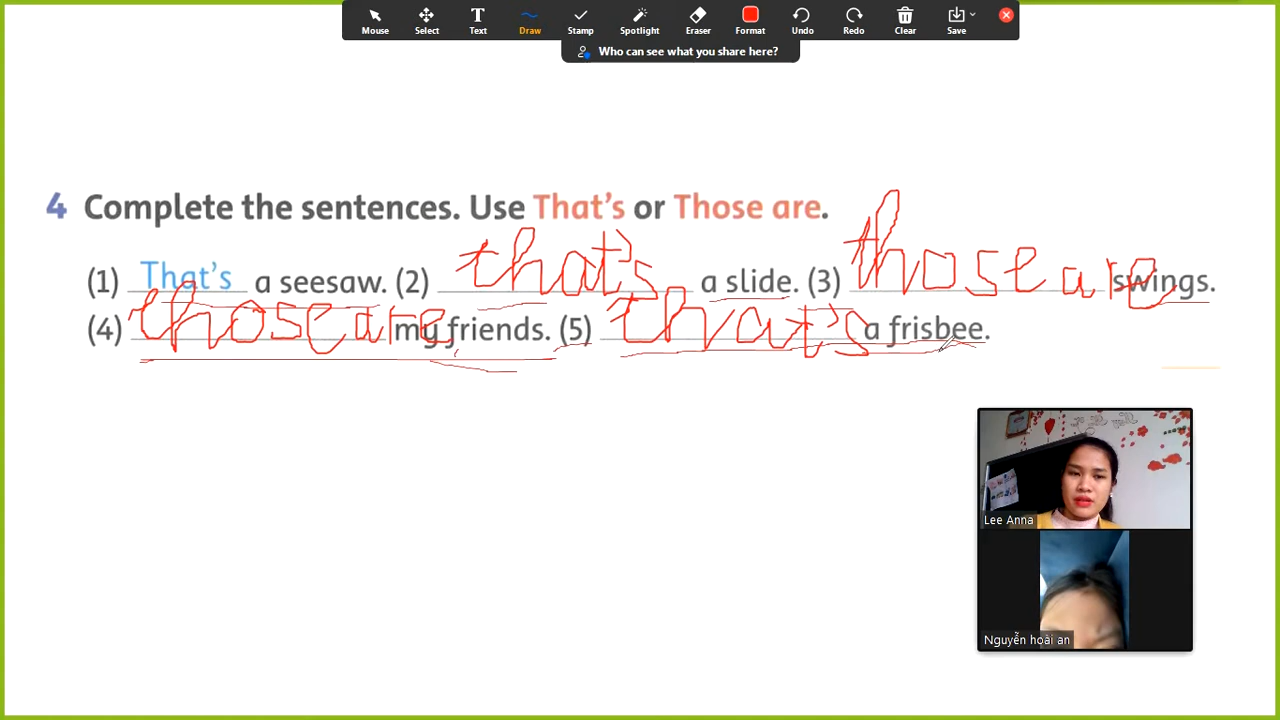 Mouse Select Text Draw Stamp Spotlight Eraser Format Undo Redo Clear Save
Who can see what you share here?
4 Complete the sentences. Use That's or Those are.
(1) That's a seesaw. (2) that's a slide. (3) those are swings.
(4) those are my friends. (5) that's a frisbee.
Lee Anna
Nguyễn hoài an